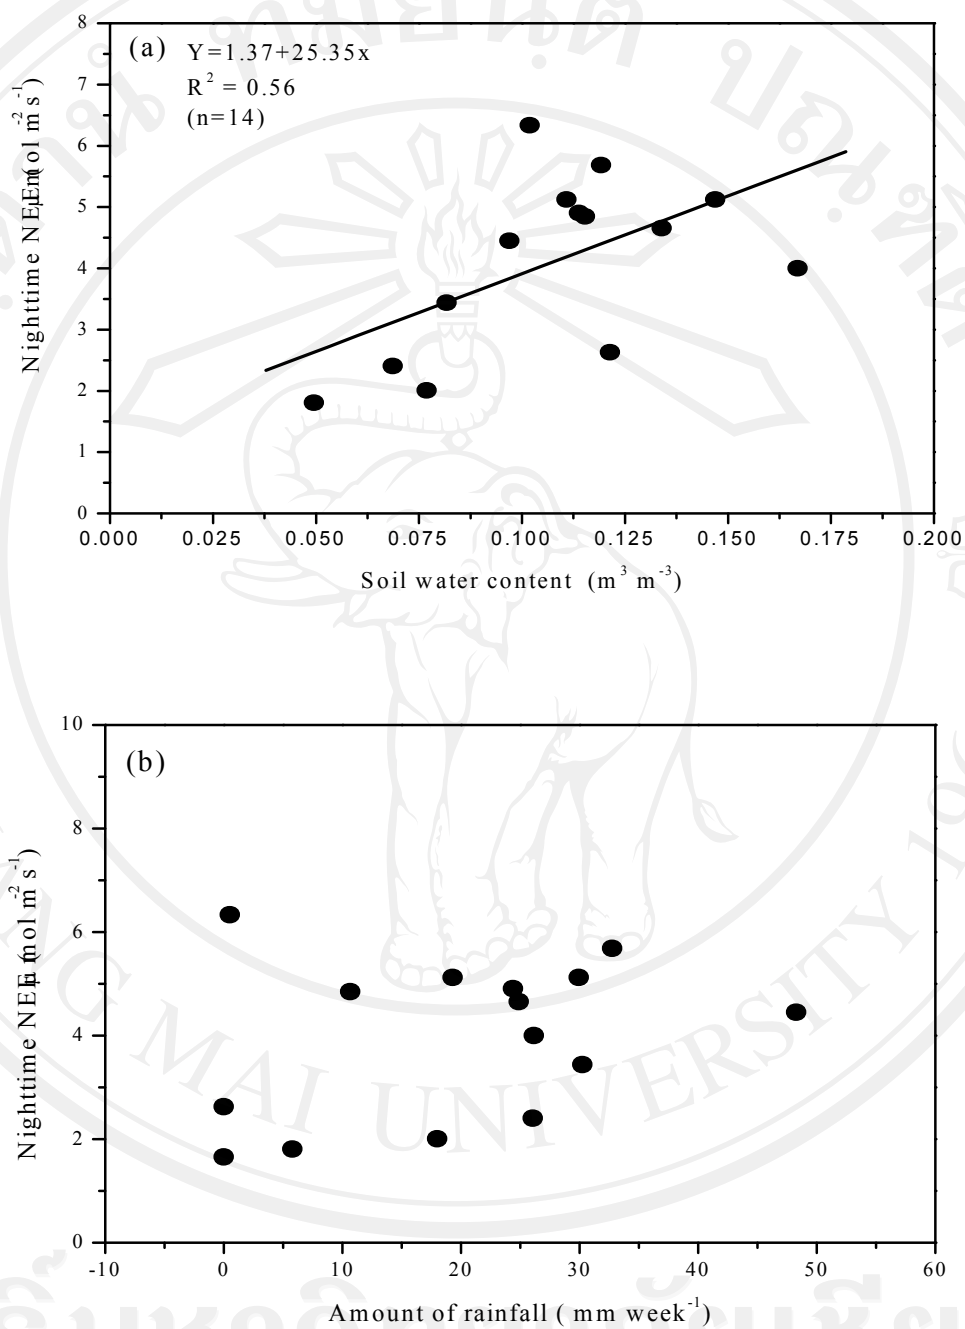 (a) Y=1.37+25.35x
R² = 0.56
(n=14)
8
7
6
5
4
3
2
1
0
Nighttime NEE μmol m⁻² s⁻¹)
0.000 0.025 0.050 0.075 0.100 0.125 0.150 0.175 0.200
Soil water content (m³ m⁻³)
(b)
10
8
6
4
2
0
Nighttime NEE μmol m⁻² s⁻¹)
-10 0 10 20 30 40 50 60
Amount of rainfall ( mm week⁻¹)
MAI UNIVERSITY